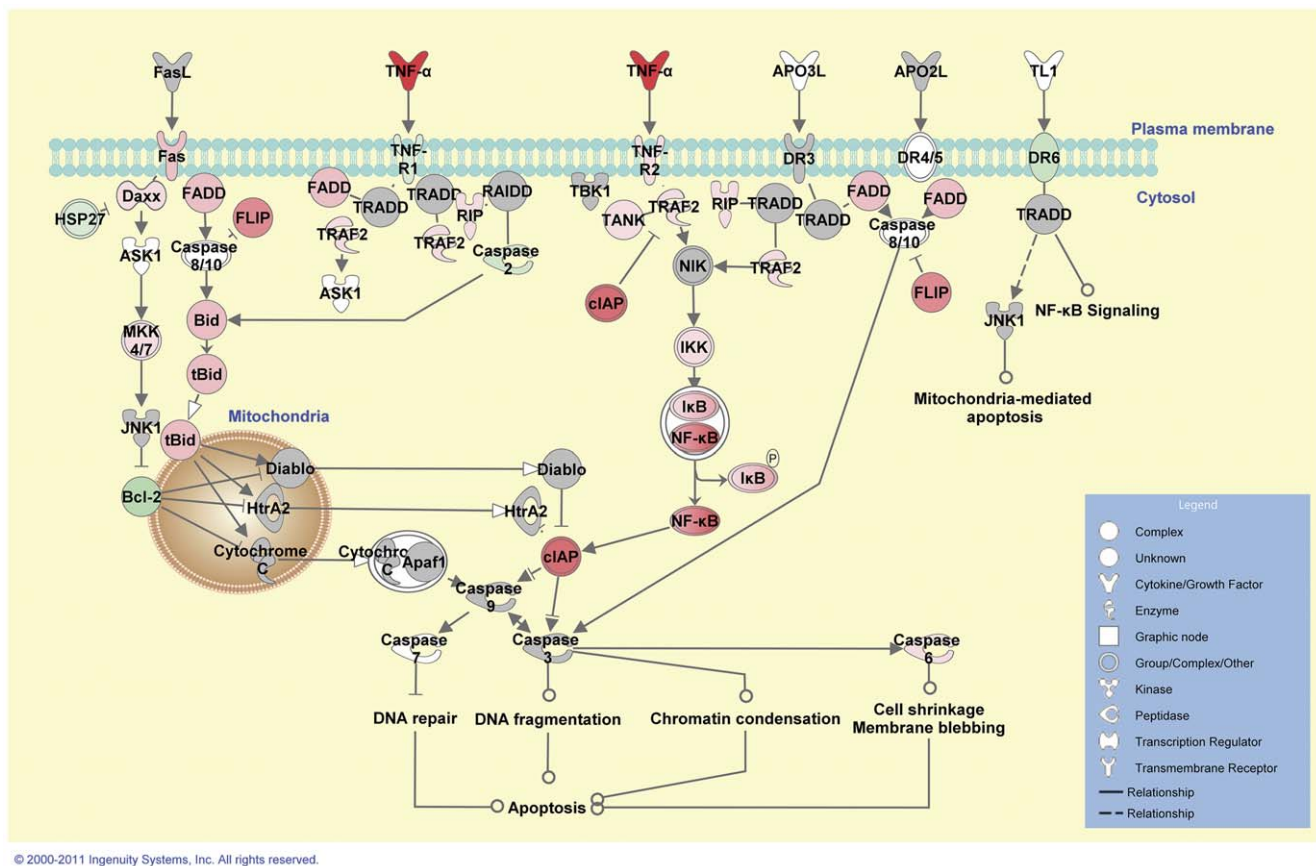 FasL
TNF-α
TNF-α
APO3L
APO2L
TL1
Plasma membrane
Fas
TNF-
R1
TNF-
R2
DR3
DR4/5
DR6
Cytosol
Daxx
FADD
HSP27
FLIP
FADD
TRADD
TRADD
RIP
RAIDD
TBK1
TANK
TRAF2
RIP
TRADD
TRADD
FADD
FADD
TRADD
ASK1
Caspase
8/10
TRAF2
TRAF2
Caspase
2
ASK1
NIK
TRAF2
Caspase
8/10
cIAP
FLIP
NF-κB Signaling
JNK1
MKK
4/7
Bid
IKK
tBid
Mitochondria-mediated
apoptosis
IκB
NF-κB
JNK1
tBid
Mitochondria
Diablo
Diablo
IκB
P
Bcl-2
HtrA2
HtrA2
NF-κB
Cytochrome
C
Cytochro
C
Apaf1
cIAP
Caspase
9
Caspase
7
Caspase
3
Caspase
6
DNA repair
DNA fragmentation
Chromatin condensation
Cell shrinkage
Membrane blebbing
Apoptosis
Legend
Complex
Unknown
Cytokine/Growth Factor
Enzyme
Graphic node
Group/Complex/Other
Kinase
Peptidase
Transcription Regulator
Transmembrane Receptor
Relationship
Relationship
© 2000-2011 Ingenuity Systems, Inc. All rights reserved.